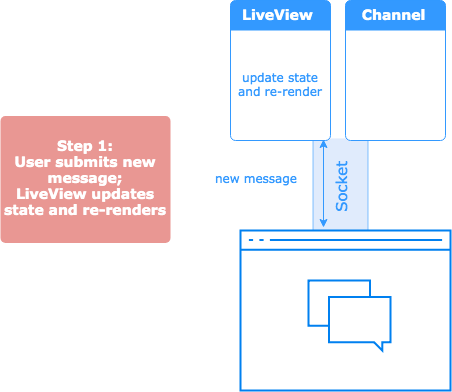 LiveView
Channel
update state
and re-render
Step 1:
User submits new
message;
LiveView updates
state and re-renders
new message
Socket